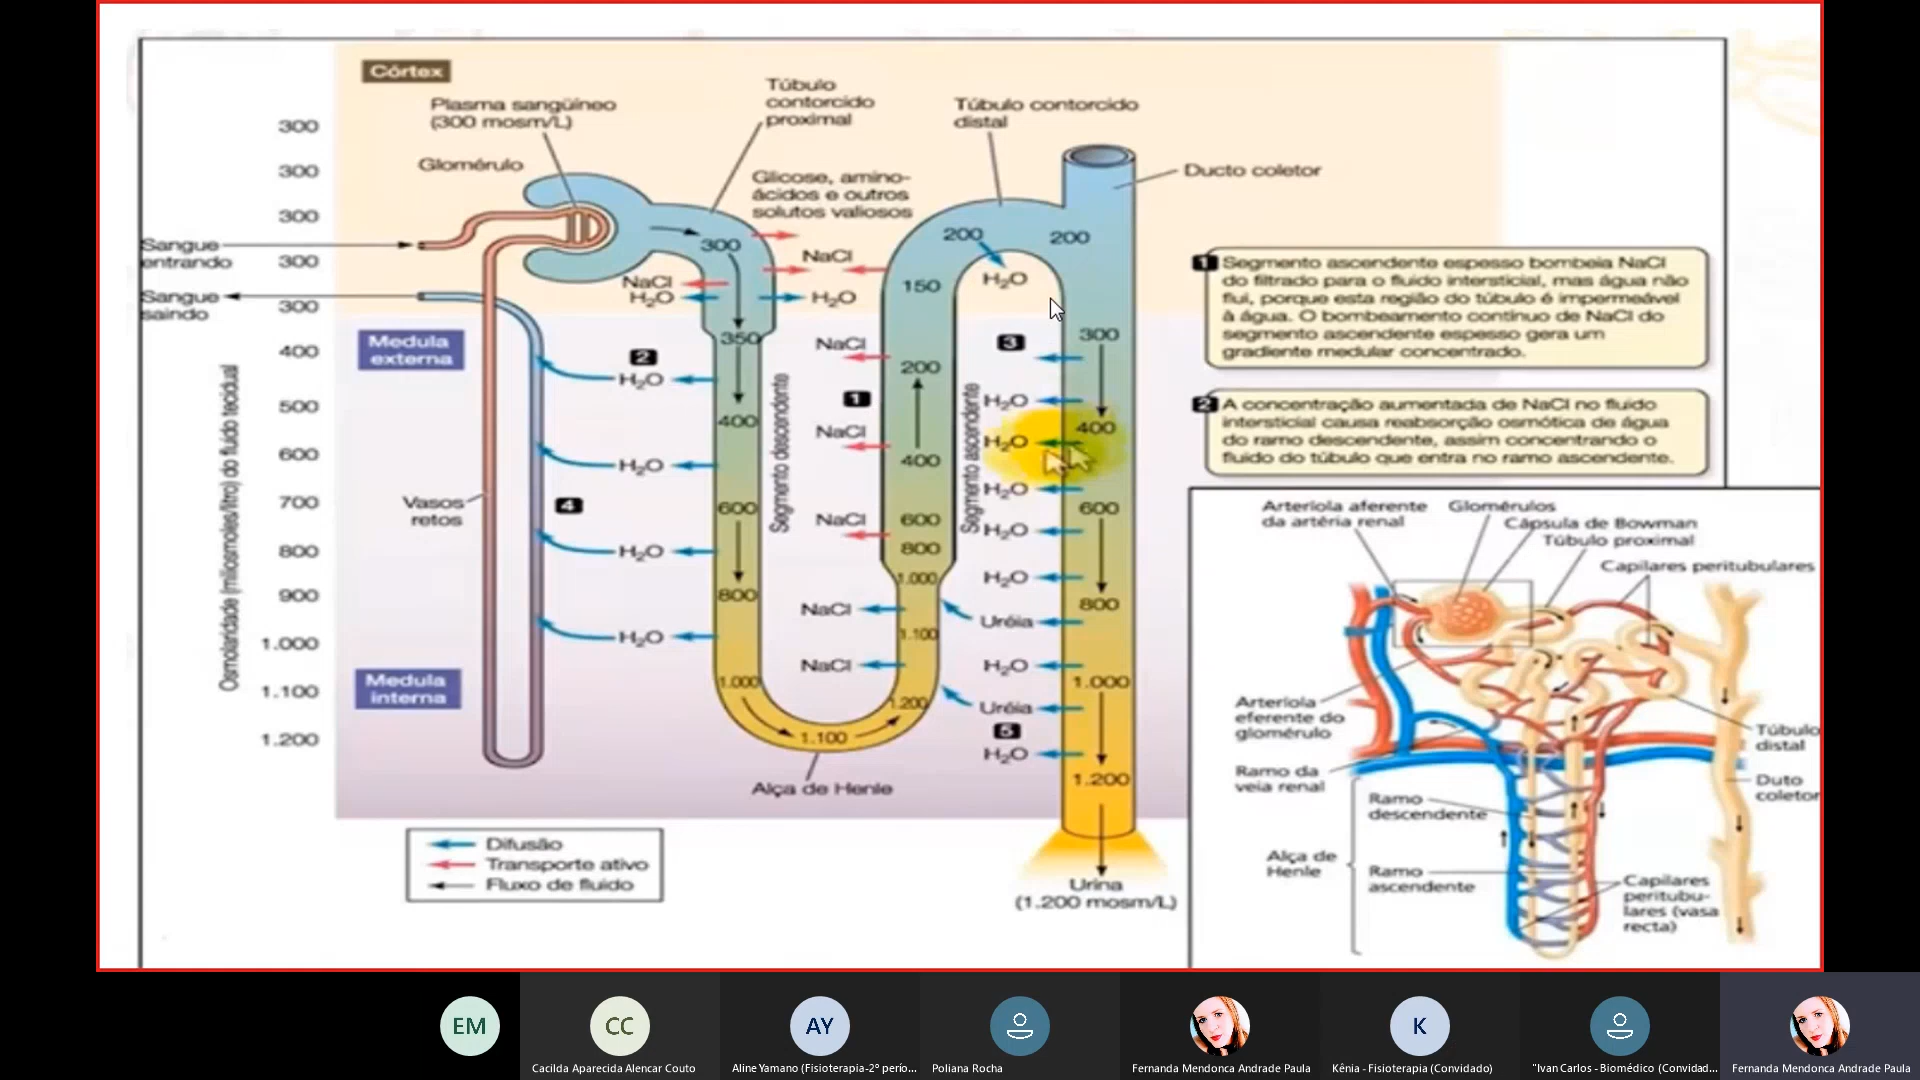 Córtex
Plasma sangüíneo
(300 mosm/L)
Glomérulo
Túbulo
contorcido
proximal
Túbulo contorcido
distal
Ducto coletor
Glicose, amino-
ácidos e outros
solutos valiosos
Sangue
entrando
Sangue
saindo
Osmolaridade (miliosmoles/litro) do fluido tecidual
300
300
300
300
300
400
500
600
700
800
900
1.000
1.100
1.200
Medula
externa
Medula
interna
Vasos
retos
4
2
H₂O
H₂O
H₂O
H₂O
NaCl
H₂O
NaCl
H₂O
300
350
400
600
800
1.000
1.100
1.200
Segmento descendente
Alça de Henle
1
NaCl
NaCl
NaCl
NaCl
NaCl
150
200
400
600
800
1.000
1.100
Segmento ascendente
200
200
H₂O
3
H₂O
H₂O
H₂O
H₂O
H₂O
Uréia
H₂O
Uréia
5
H₂O
300
400
600
800
1.000
1.200
Urina
(1.200 mosm/L)
Difusão
Transporte ativo
Fluxo de fluido
1 Segmento ascendente espesso bombeia NaCl
do filtrado para o fluido intersticial, mas água não
flui, porque esta região do túbulo é impermeável
à água. O bombeamento contínuo de NaCl do
segmento ascendente espesso gera um
gradiente medular concentrado.
2 A concentração aumentada de NaCl no fluido
intersticial causa reabsorção osmótica de água
do ramo descendente, assim concentrando o
fluido do túbulo que entra no ramo ascendente.
Arteríola aferente
da artéria renal
Glomérulos
Cápsula de Bowman
Túbulo proximal
Capilares peritubulares
Arteríola
eferente do
glomérulo
Ramo da
veia renal
Túbulo
distal
Duto
coletor
Ramo
descendente
Alça de
Henle
Ramo
ascendente
Capilares
peritubu-
lares (vasa
recta)
EM
CC
AY
K
Cacilda Aparecida Alencar Couto
Aline Yamano (Fisioterapia-2º perío...
Poliana Rocha
Fernanda Mendonca Andrade Paula
Kênia - Fisioterapia (Convidado)
"Ivan Carlos - Biomédico (Convidad...
Fernanda Mendonca Andrade Paula